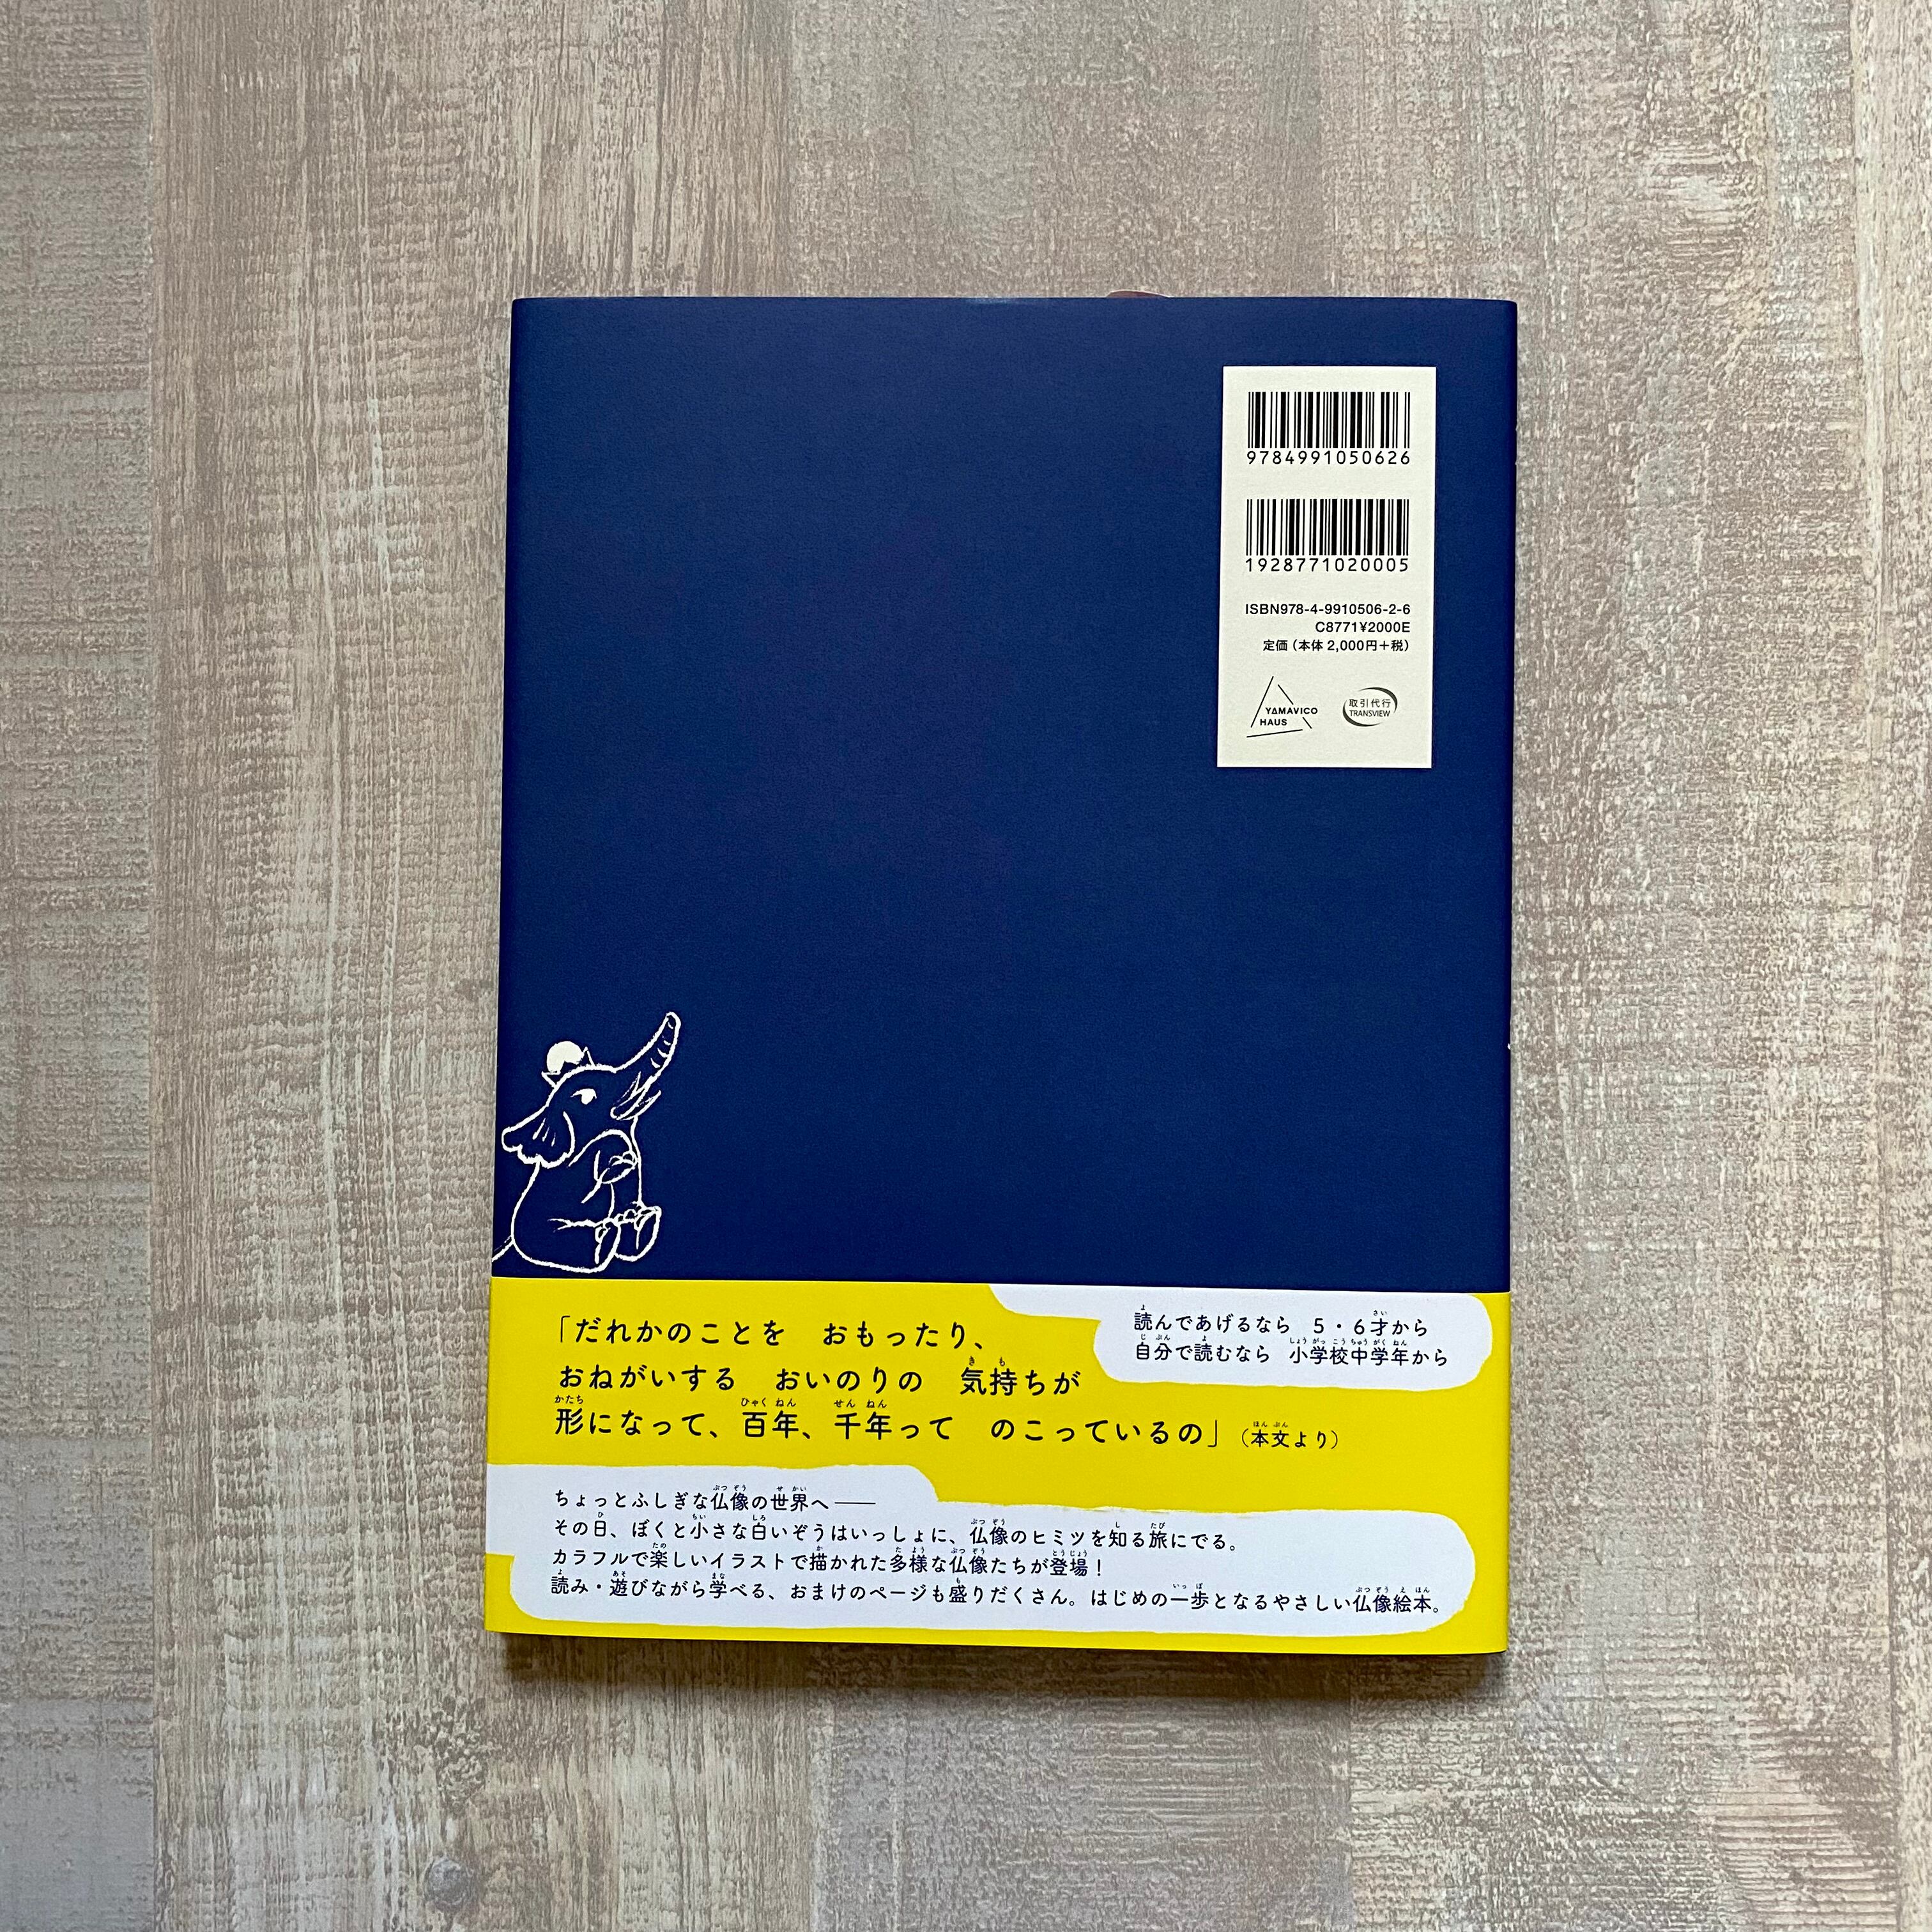 9784991050626
1928771020005
ISBN978-4-9910506-2-6
C8771¥2000E
定価（本体2,000円＋税）
YAMAVICO
HAUS
取引代行
TRANSVIEW
読んであげるなら　5・6才から
自分で読むなら　小学校中学年から
「だれかのことを　おもったり、
おねがいする　おいのりの　気持ちが
形になって、百年、千年って　のこっているの」（本文より）
ちょっとふしぎな仏像の世界へ――
その日、ぼくと小さな白いぞうはいっしょに、仏像のヒミツを知る旅にでる。
カラフルで楽しいイラストで描かれた多様な仏像たちが登場！
読み・遊びながら学べる、おまけのページも盛りだくさん。はじめの一歩となるやさしい仏像絵本。